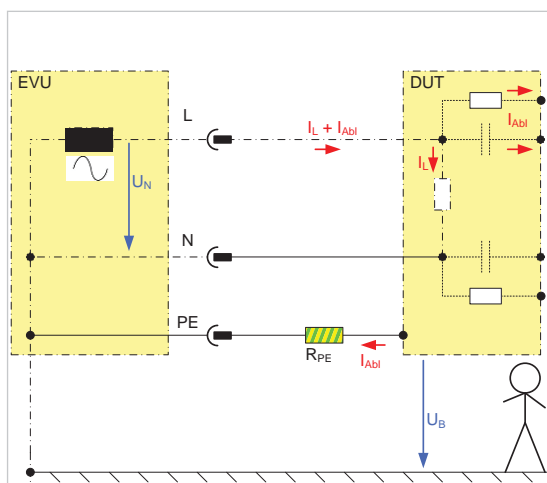 EVU
DUT
L
I_L + I_Abl
I_Abl
I_L
U_N
N
PE
R_PE
I_Abl
U_B